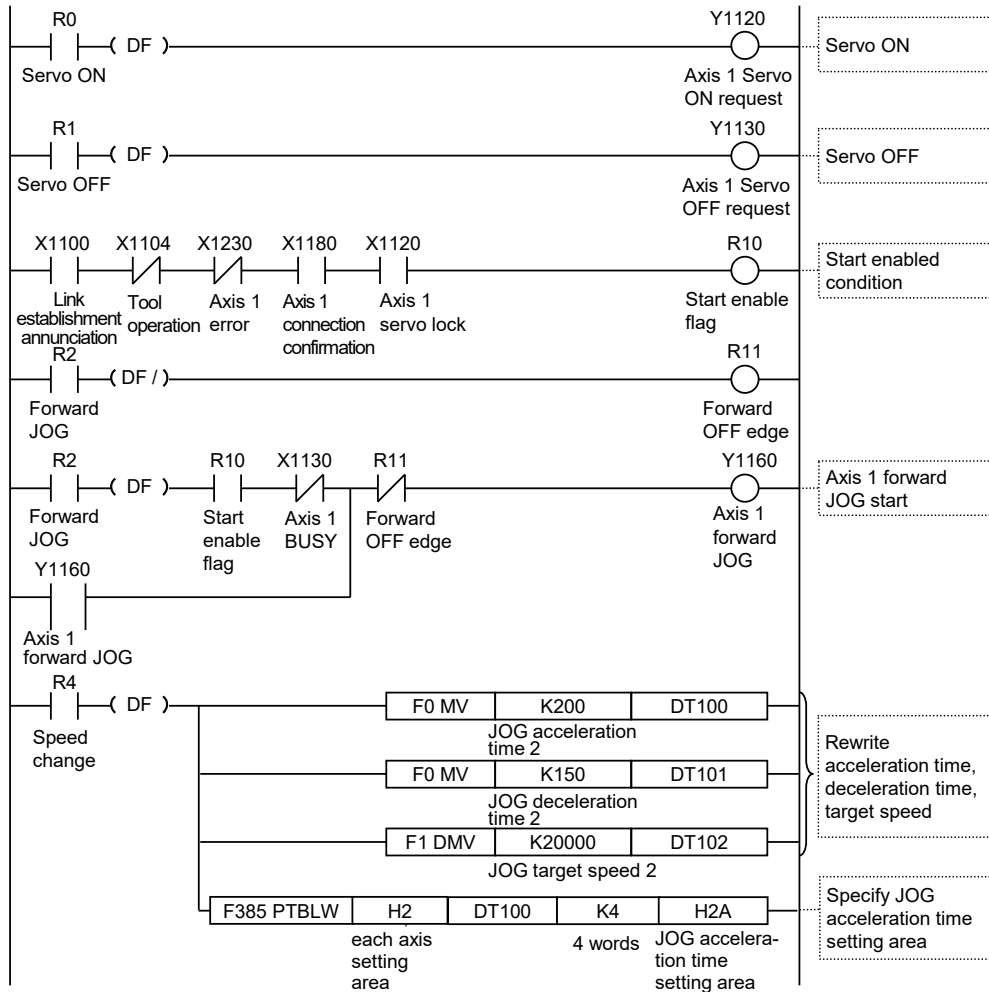 R0 Y1120
( DF ) Servo ON
Servo ON Axis 1 Servo
ON request
R1 Y1130
( DF ) Servo OFF
Servo OFF Axis 1 Servo
OFF request
X1100 X1104 X1230 X1180 X1120 R10
Start enabled
condition
Link Tool Axis 1 Axis 1 Axis 1 Start enable
establishment operation error connection servo lock flag
annunciation confirmation
R2 R11
( DF / )
Forward Forward
JOG OFF edge
R2 R10 X1130 R11 Y1160
( DF ) Axis 1 forward
JOG start
Forward Start Axis 1 Forward Axis 1
JOG enable BUSY OFF edge forward
flag JOG
Y1160
Axis 1
forward JOG
R4
( DF ) F0 MV K200 DT100
Speed JOG acceleration
change time 2
Rewrite
acceleration time,
deceleration time,
target speed
F0 MV K150 DT101
JOG deceleration
time 2
F1 DMV K20000 DT102
JOG target speed 2
F385 PTBLW H2 DT100 K4 H2A
Specify JOG
acceleration time
setting area
each axis 4 words JOG accelera-
setting tion time
area setting area